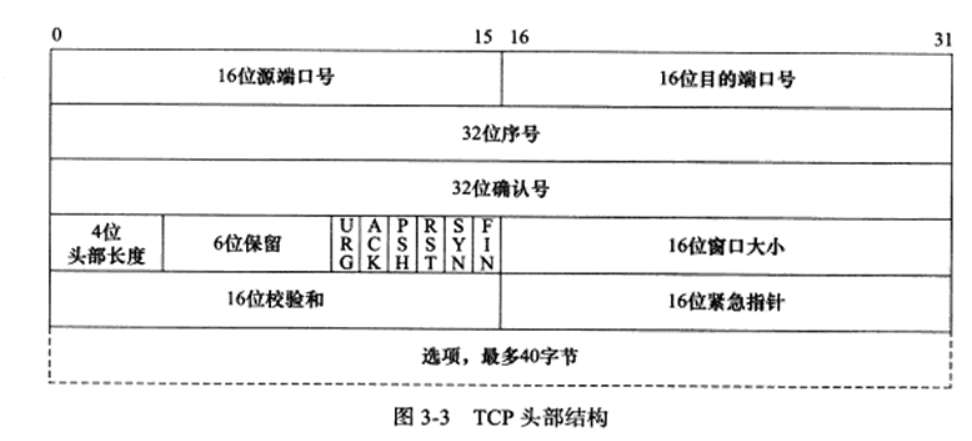 0 15 16 31
16位源端口号 16位目的端口号
32位序号
32位确认号
4位
头部长度
6位保留
URG
ACK
PSH
RST
SYN
FIN
16位窗口大小
16位校验和 16位紧急指针
选项，最多40字节
图 3-3 TCP 头部结构